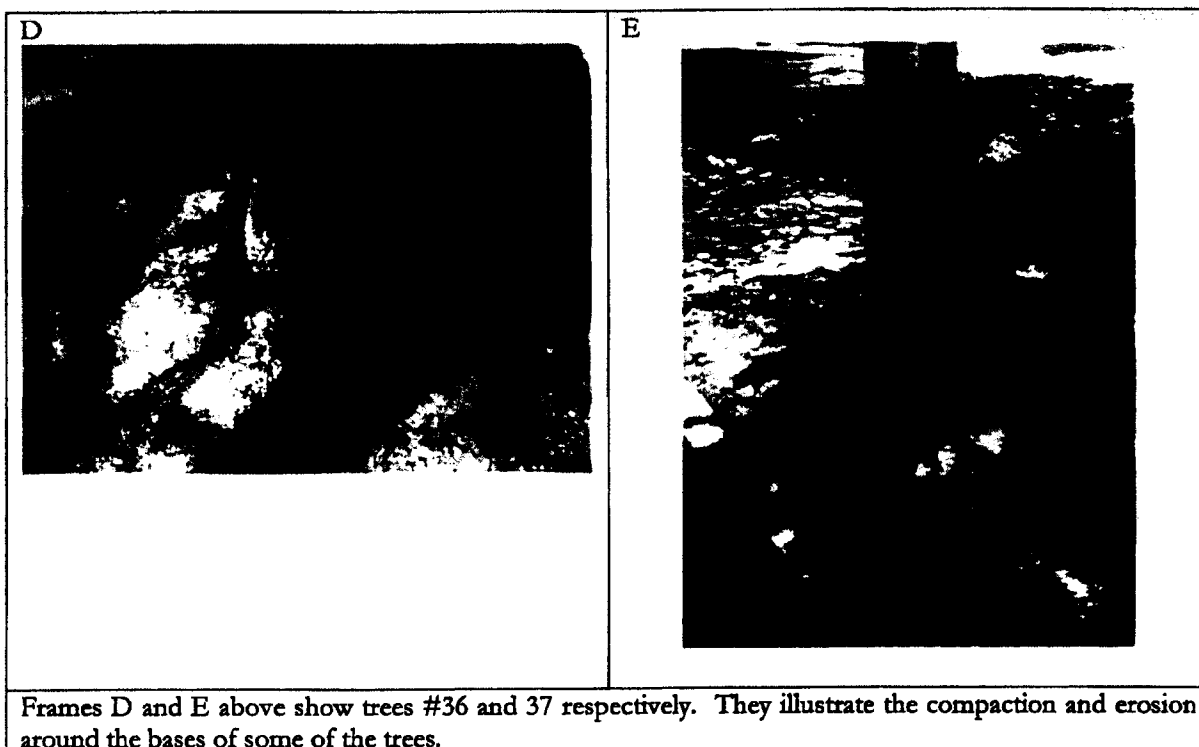 D
E
Frames D and E above show trees #36 and 37 respectively. They illustrate the compaction and erosion
around the bases of some of the trees.